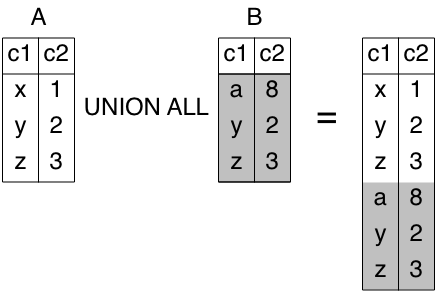 A B
c1 c2 c1 c2 c1 c2
x 1 a 8 x 1
y 2 UNION ALL y 2 = y 2
z 3 z 3 z 3
a 8
y 2
z 3